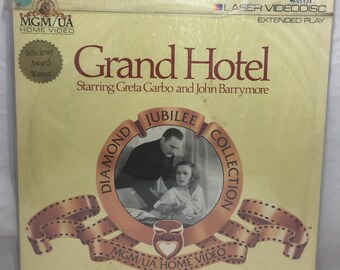 MGM/UA
HOME VIDEO
LASER VIDEODISC
EXTENDED PLAY
Academy
Award
Winner
Grand Hotel
Starring Greta Garbo and John Barrymore
DIAMOND JUBILEE COLLECTION
MGM/UA HOME VIDEO